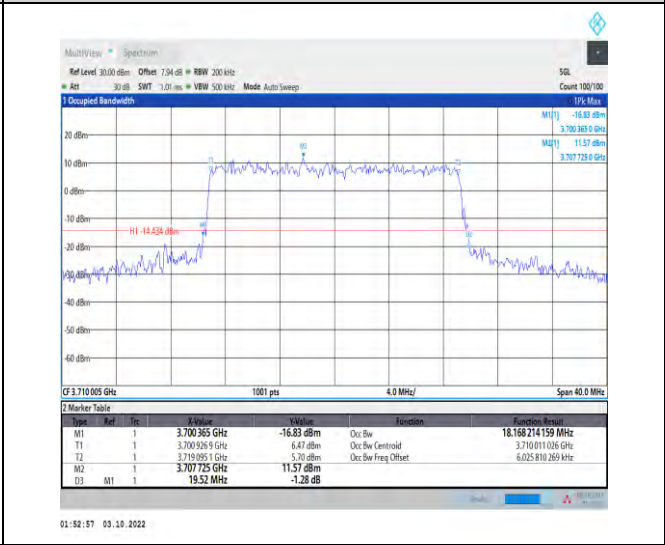 MultiView Spectrum
Ref Level 30.00 dBm Offset 7.94 dB RBW 200 kHz SGL
Att 30 dB SWT 1.01 ms VBW 500 kHz Mode Auto Sweep Count 100/100
1 Occupied Bandwidth 1Pk Max
M1[1] -16.83 dBm
3.700 365 0 GHz
M2[1] 11.57 dBm
3.707 725 0 GHz
20 dBm
M2
10 dBm
T1 T2
0 dBm
-10 dBm
H1 -14.434 dBm
M1
-20 dBm
D3
-30 dBm
-40 dBm
-50 dBm
-60 dBm
CF 3.710 005 GHz 1001 pts 4.0 MHz/ Span 40.0 MHz
2 Marker Table
Type Ref Trc X-Value Y-Value Function Function Result
M1 1 3.700 365 GHz -16.83 dBm Occ Bw 18.168 214 159 MHz
T1 1 3.700 926 9 GHz 6.47 dBm Occ Bw Centroid 3.710 011 026 GHz
T2 1 3.719 095 1 GHz 5.70 dBm Occ Bw Freq Offset 6.025 810 269 kHz
M2 1 3.707 725 GHz 11.57 dBm
D3 M1 1 19.52 MHz -1.28 dB
01:52:57 03.10.2022